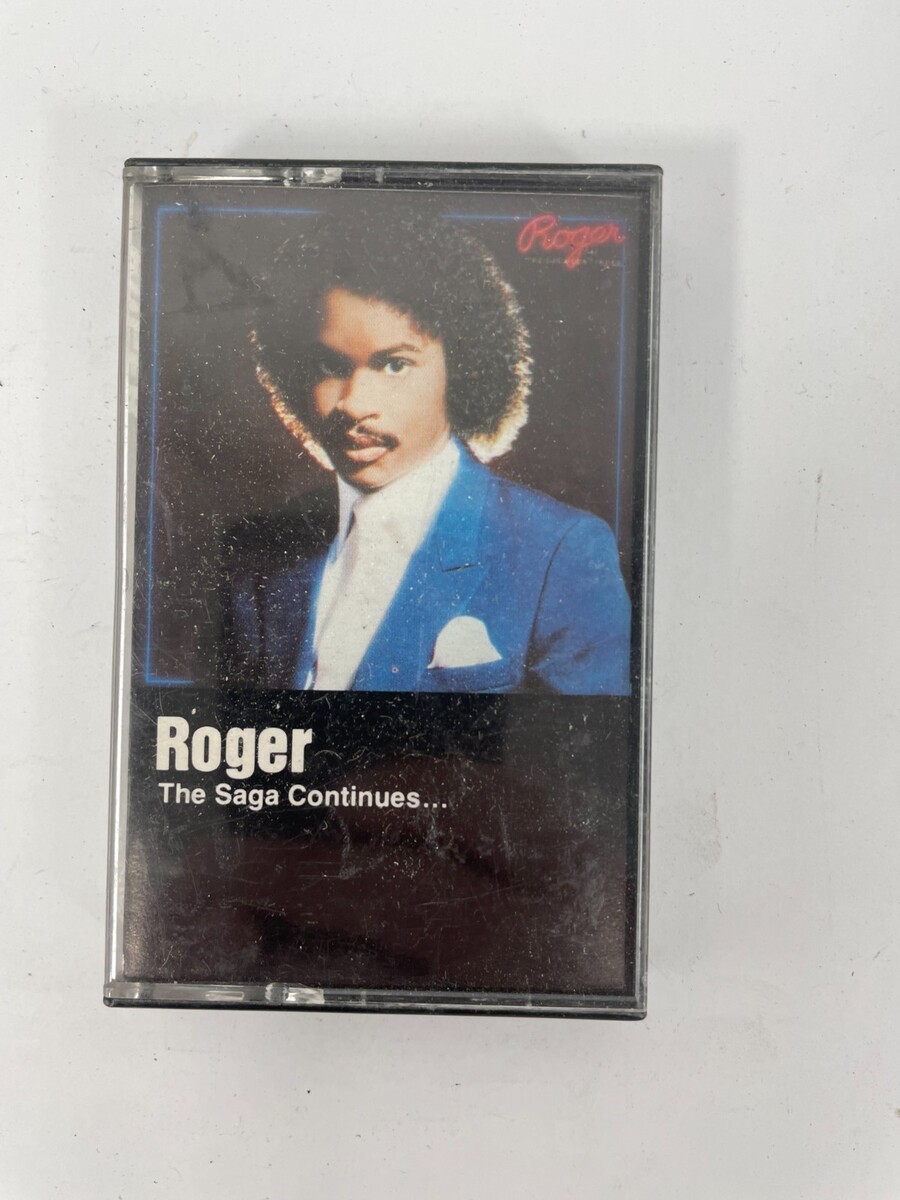 Roger
Roger
The Saga Continues...